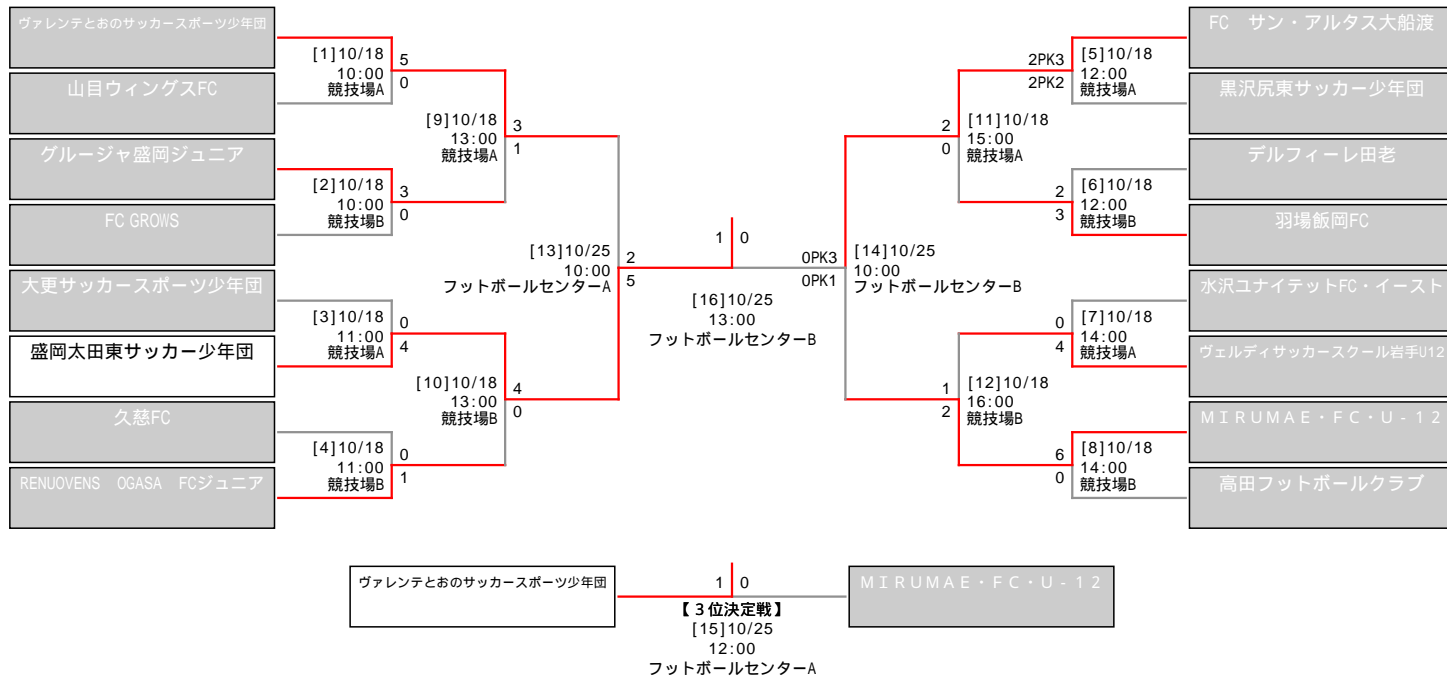 ヴァレンテとおのサッカースポーツ少年団
山目ウィングスFC
グルージャ盛岡ジュニア
FC GROWS
大更サッカースポーツ少年団
盛岡太田東サッカー少年団
久慈FC
RENUOVENS　OGASA　FCジュニア
[1]10/18
10:00
競技場A
5
0
[2]10/18
10:00
競技場B
3
0
[3]10/18
11:00
競技場A
0
4
[4]10/18
11:00
競技場B
0
1
[9]10/18
13:00
競技場A
3
1
[10]10/18
13:00
競技場B
4
0
[13]10/25
10:00
フットボールセンターA
2
5
1 0
[16]10/25
13:00
フットボールセンターB
0PK3
0PK1
[14]10/25
10:00
フットボールセンターB
2
0
[11]10/18
15:00
競技場A
1
2
[12]10/18
16:00
競技場B
2PK3
2PK2
[5]10/18
12:00
競技場A
2
3
[6]10/18
12:00
競技場B
0
4
[7]10/18
14:00
競技場A
6
0
[8]10/18
14:00
競技場B
FC　サン・アルタス大船渡
黒沢尻東サッカー少年団
デルフィーレ田老
羽場飯岡FC
水沢ユナイテットFC・イースト
ヴェルディサッカースクール岩手U12
ＭＩＲＵＭＡＥ・ＦＣ・Ｕ-１２
高田フットボールクラブ
ヴァレンテとおのサッカースポーツ少年団
1 0
ＭＩＲＵＭＡＥ・ＦＣ・Ｕ-１２
【３位決定戦】
[15]10/25
12:00
フットボールセンターA